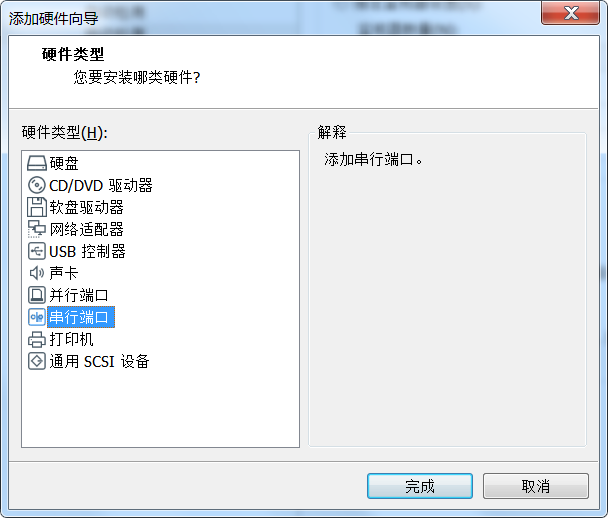 添加硬件向导
硬件类型
您要安装哪类硬件?
硬件类型(H):
解释
添加串行端口。
硬盘
CD/DVD 驱动器
软盘驱动器
网络适配器
USB 控制器
声卡
并行端口
串行端口
打印机
通用 SCSI 设备
完成
取消